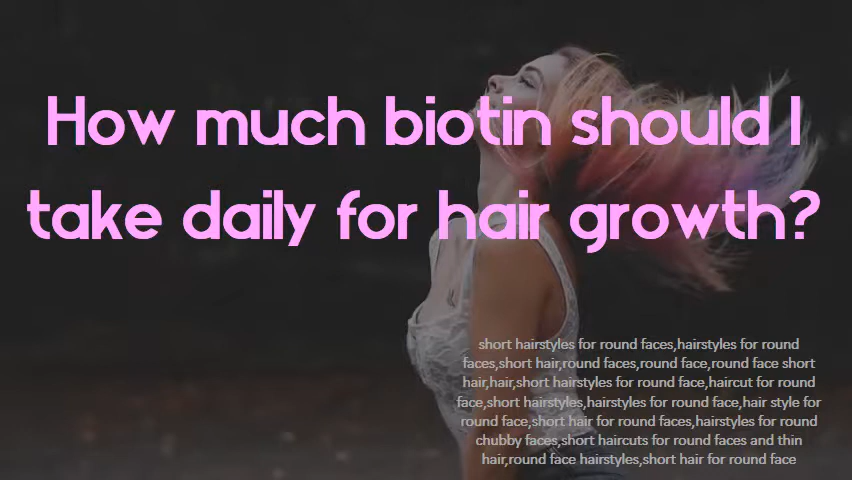 How much biotin should I
take daily for hair growth?
short hairstyles for round faces,hairstyles for round
faces,short hair,round faces,round face,round face short
hair,hair,short hairstyles for round face,haircut for round
face,short hairstyles,hairstyles for round face,hair style for
round face,short hair for round faces,hairstyles for round
chubby faces,short haircuts for round faces and thin
hair,round face hairstyles,short hair for round face